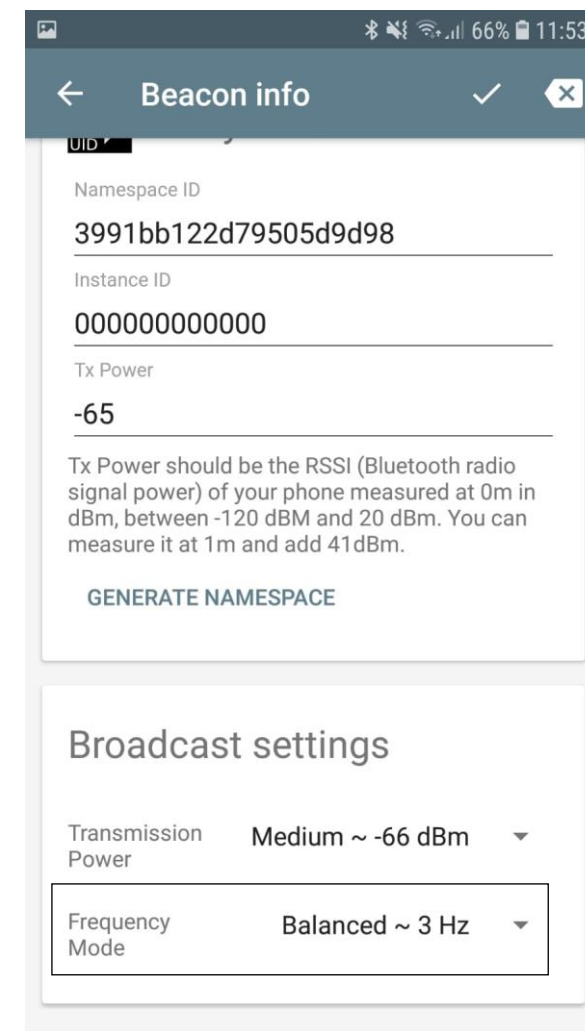 66% 11:53
Beacon info
UID
Namespace ID
3991bb122d79505d9d98
Instance ID
000000000000
Tx Power
-65
Tx Power should be the RSSI (Bluetooth radio
signal power) of your phone measured at 0m in
dBm, between -120 dBM and 20 dBm. You can
measure it at 1m and add 41dBm.
GENERATE NAMESPACE
Broadcast settings
Transmission
Power
Medium ~ -66 dBm
Frequency
Mode
Balanced ~ 3 Hz